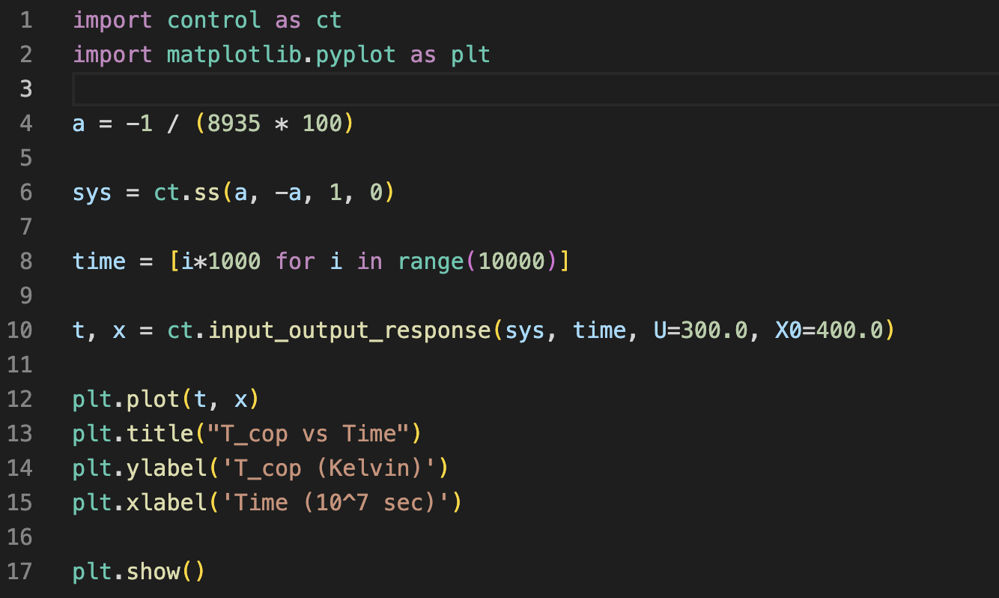 1 import control as ct
2 import matplotlib.pyplot as plt
3
4 a = -1 / (8935 * 100)
5
6 sys = ct.ss(a, -a, 1, 0)
7
8 time = [i*1000 for i in range(10000)]
9
10 t, x = ct.input_output_response(sys, time, U=300.0, X0=400.0)
11
12 plt.plot(t, x)
13 plt.title("T_cop vs Time")
14 plt.ylabel('T_cop (Kelvin)')
15 plt.xlabel('Time (10^7 sec)')
16
17 plt.show()